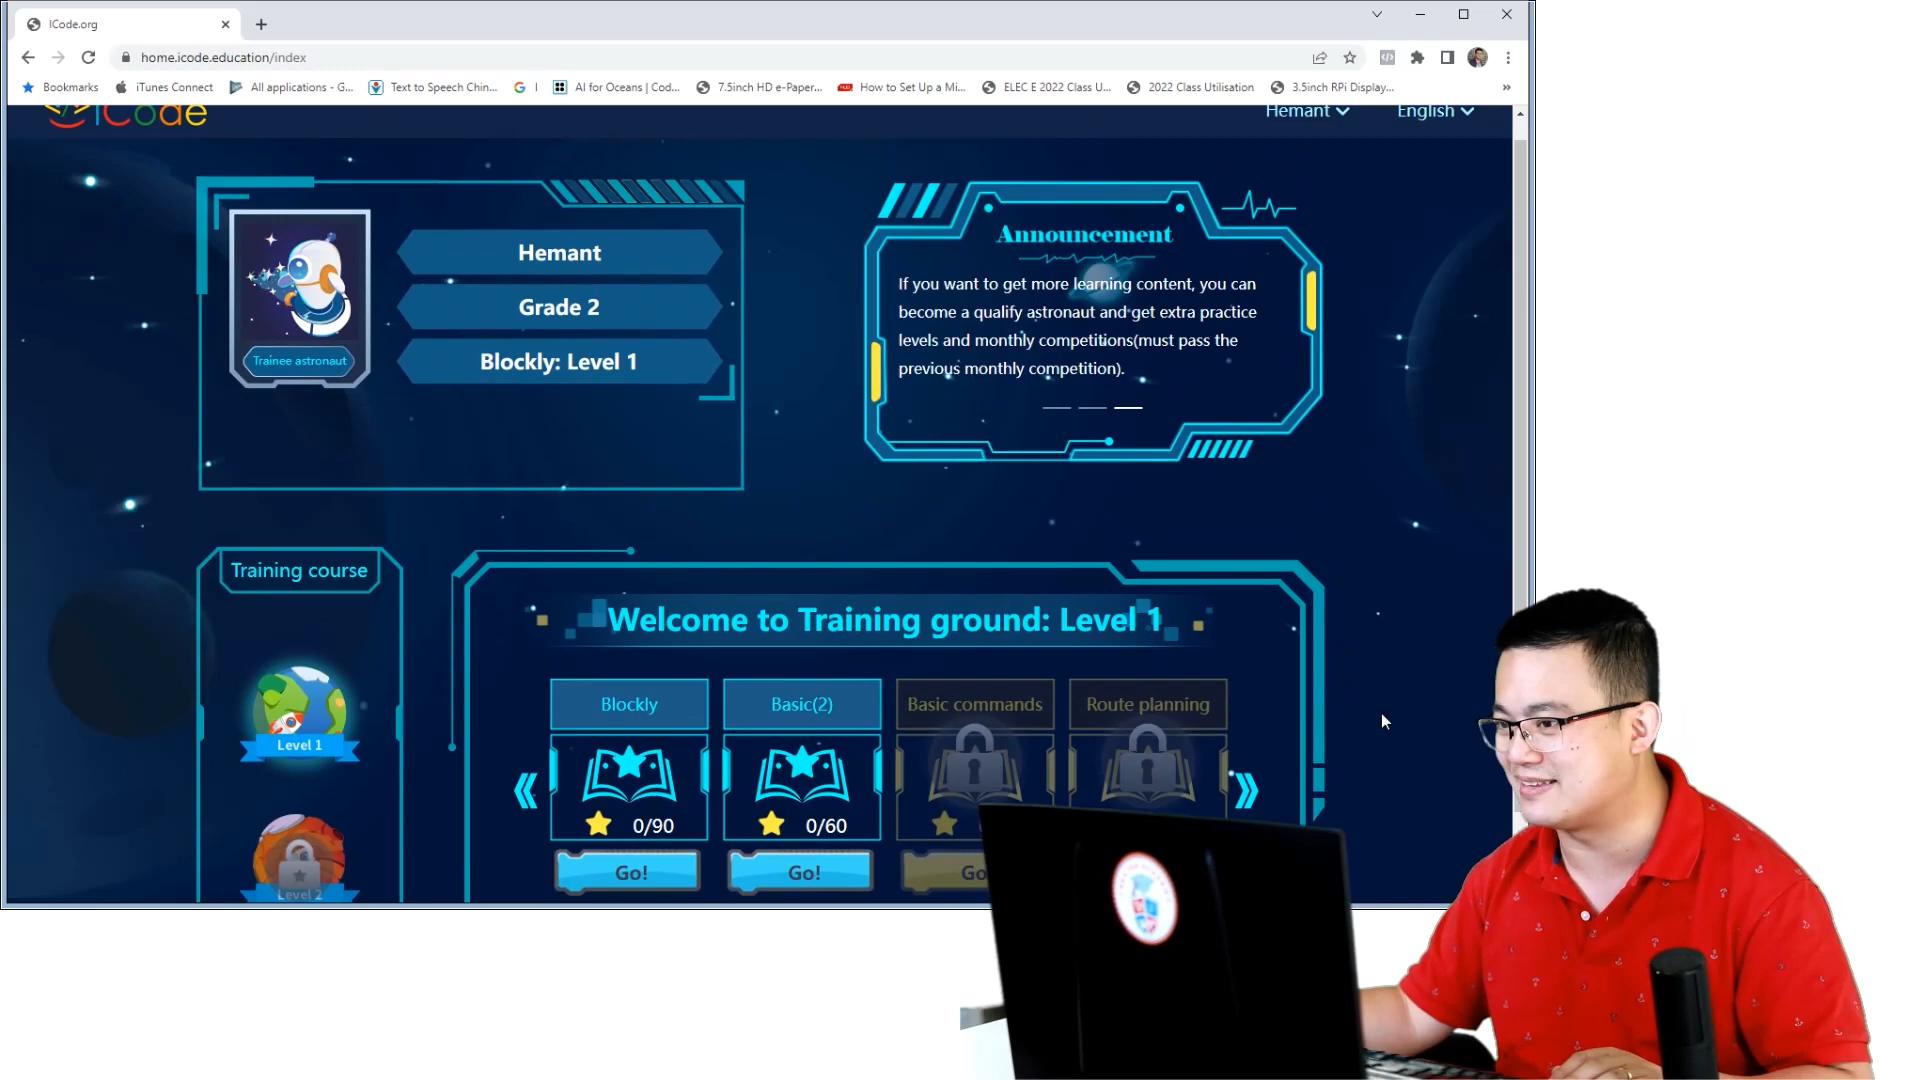 ICode.org
home.icode.education/index
Bookmarks
iTunes Connect
All applications - G...
Text to Speech Chin...
I
AI for Oceans | Cod...
7.5inch HD e-Paper...
How to Set Up a Mi...
ELEC E 2022 Class U...
2022 Class Utilisation
3.5inch RPi Display...
»
iCode
Hemant
English
Hemant
Grade 2
Blockly: Level 1
Trainee astronaut
Announcement
If you want to get more learning content, you can
become a qualify astronaut and get extra practice
levels and monthly competitions(must pass the
previous monthly competition).
Training course
Level 1
Level 2
Welcome to Training ground: Level 1
Blockly
Basic(2)
Basic commands
Route planning
0/90
0/60
Go!
Go!
Go